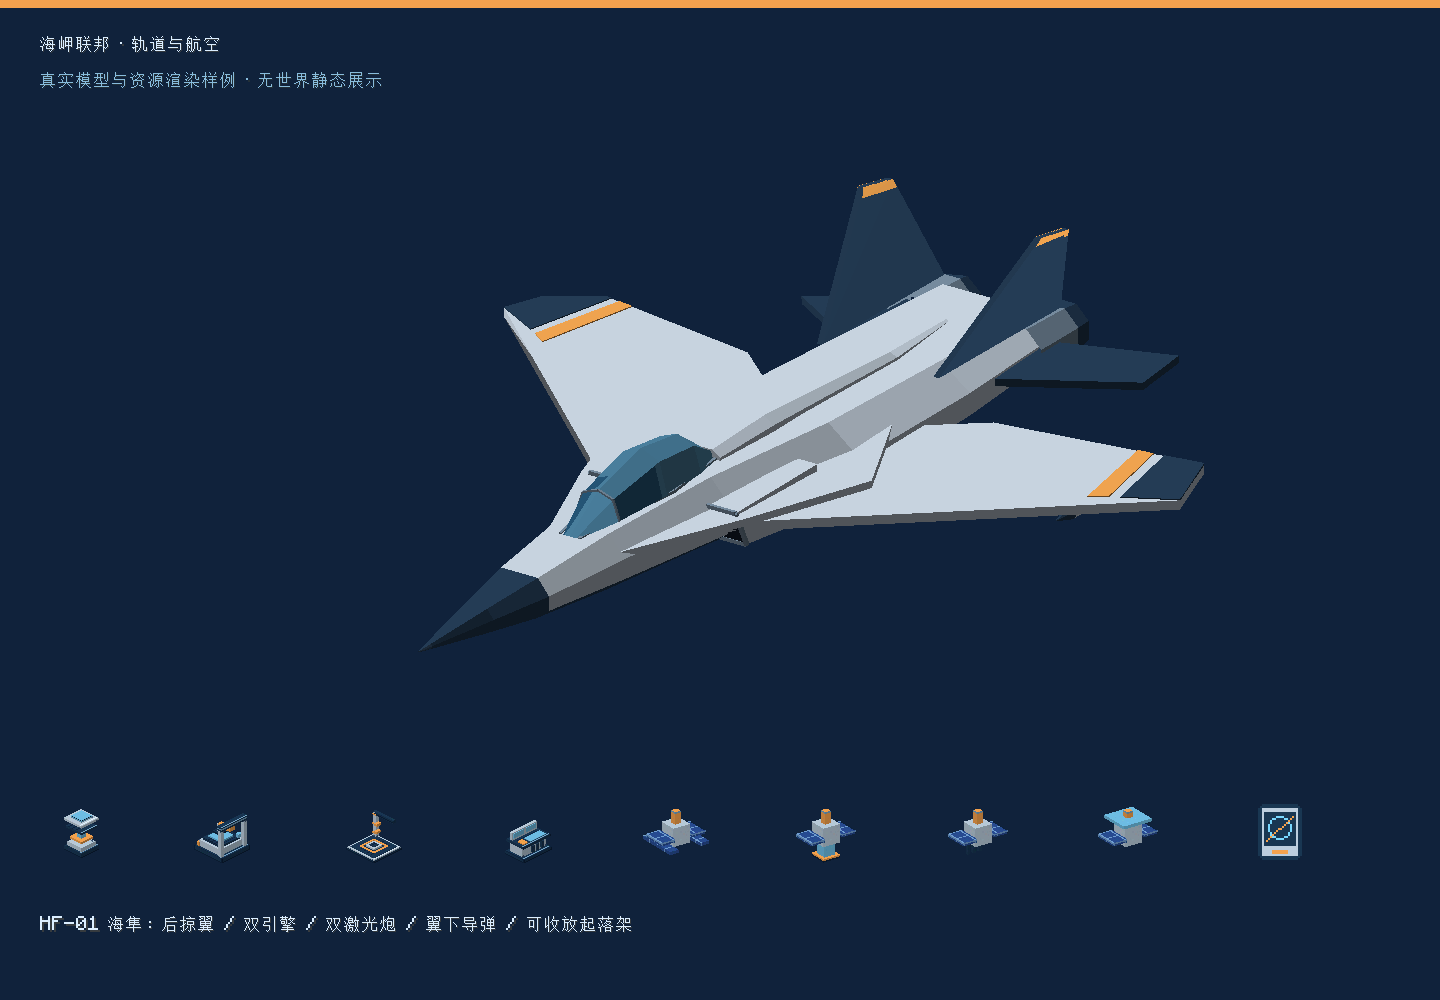 海岬联邦 · 轨道与航空
真实模型与资源渲染样例 · 无世界静态展示
HF-01 海隼：后掠翼 / 双引擎 / 双激光炮 / 翼下导弹 / 可收放起落架